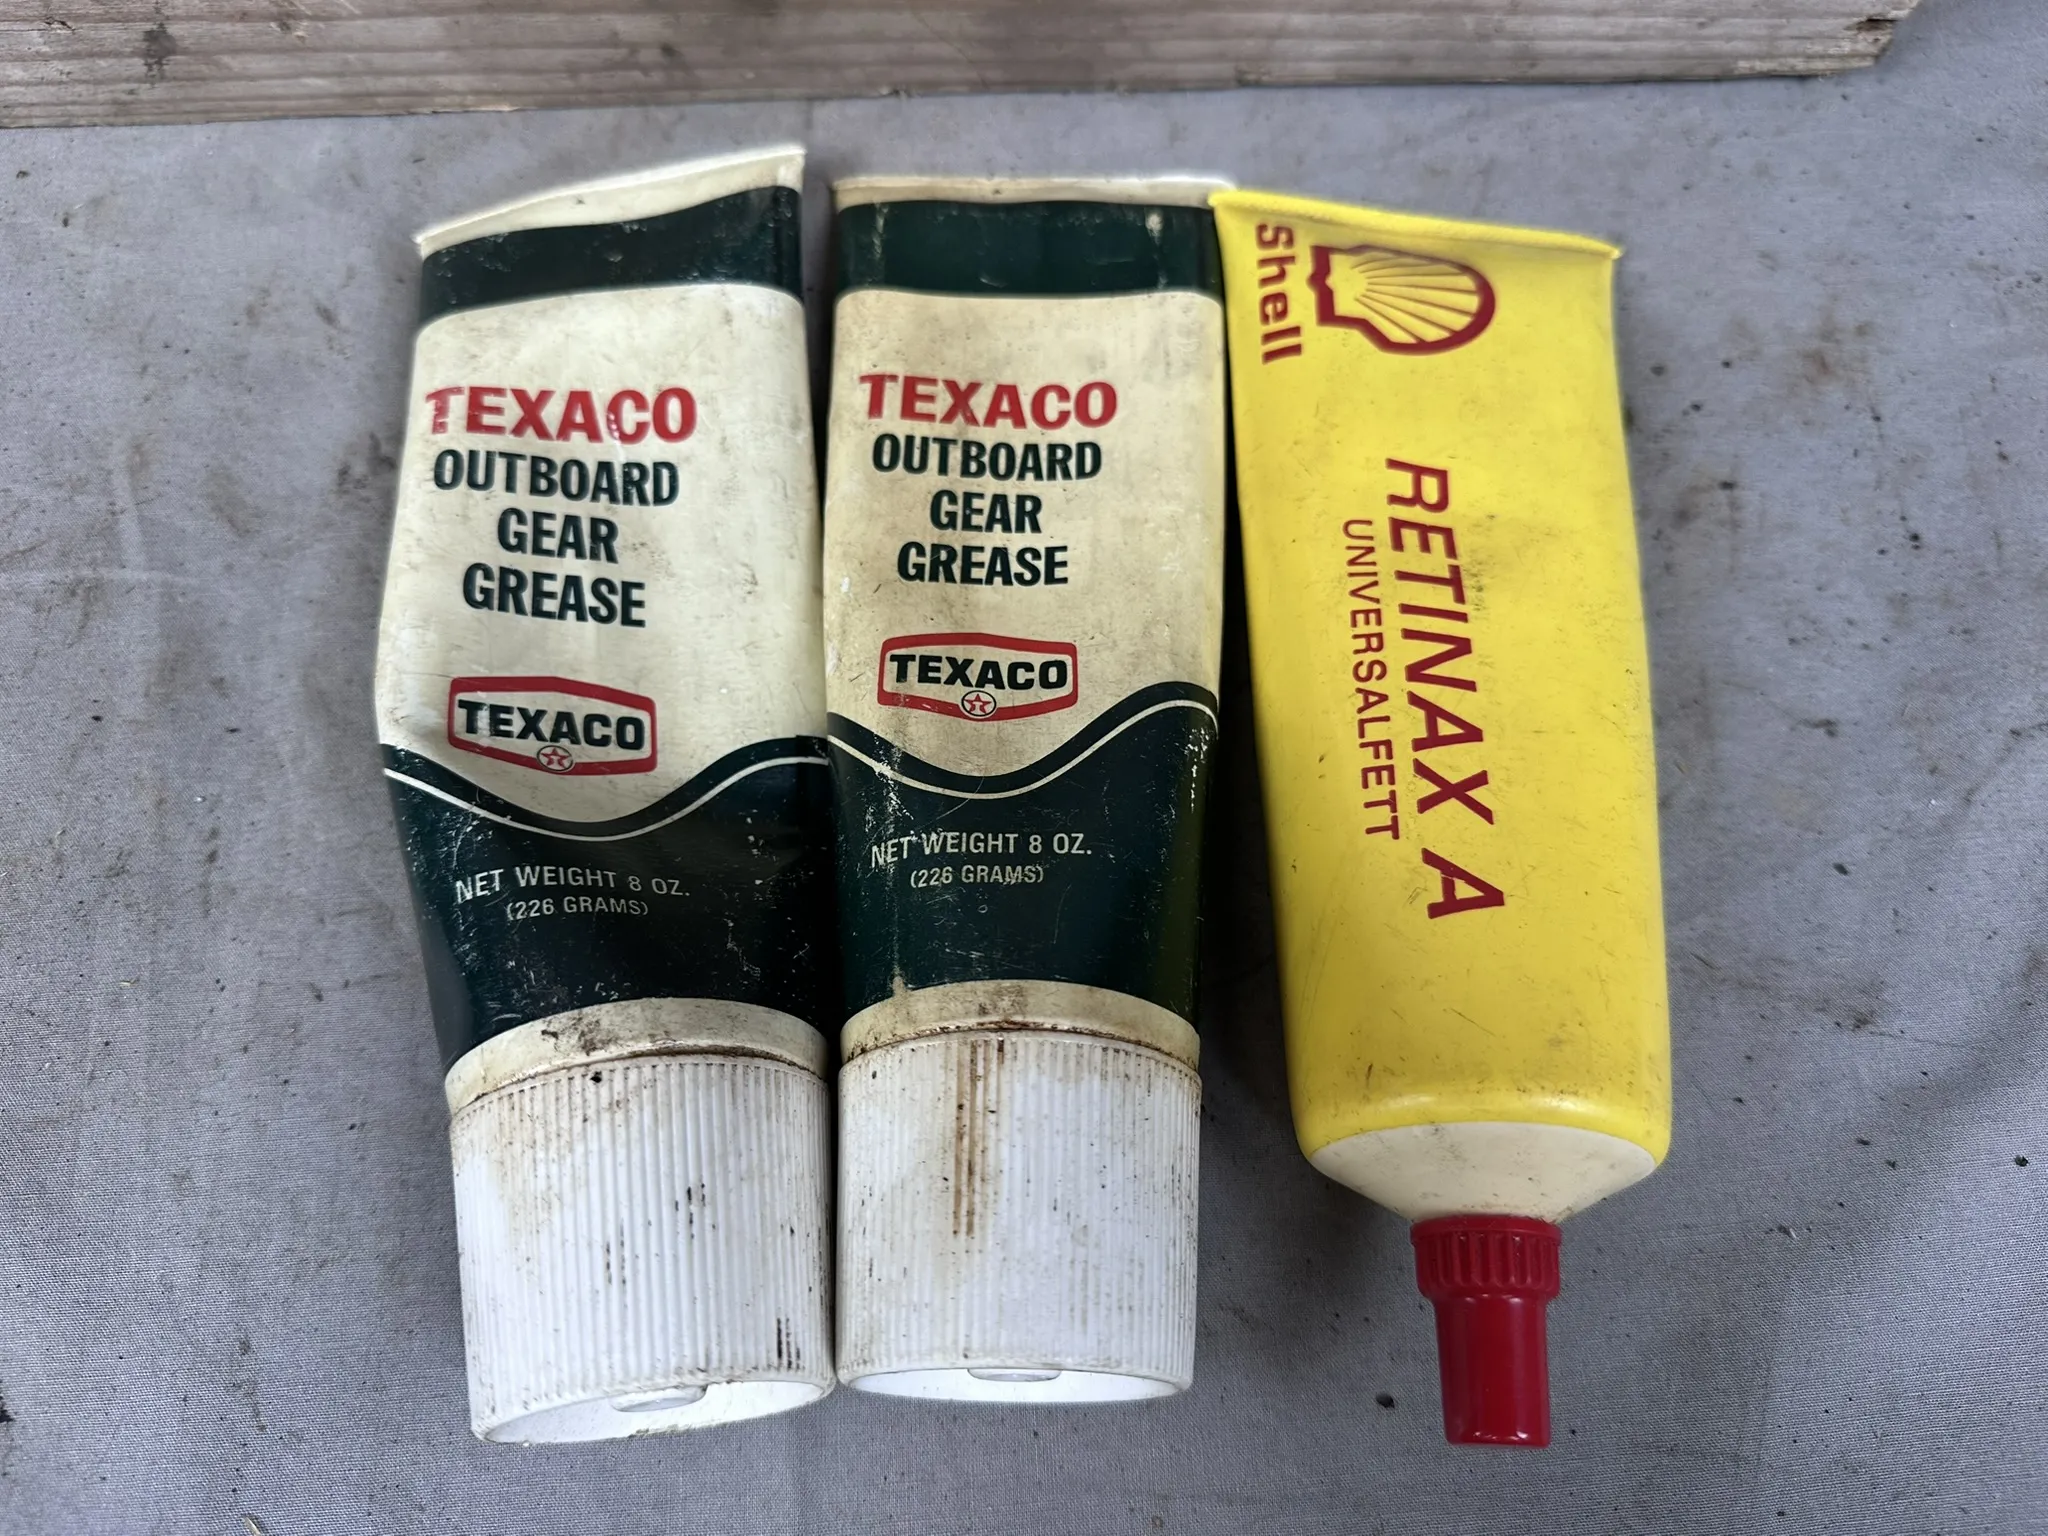 TEXACO
OUTBOARD
GEAR
GREASE
TEXACO
NET WEIGHT 8 OZ.
(226 GRAMS)
TEXACO
OUTBOARD
GEAR
GREASE
TEXACO
NET WEIGHT 8 OZ.
(226 GRAMS)
Shell
RETINAX A
UNIVERSALFETT